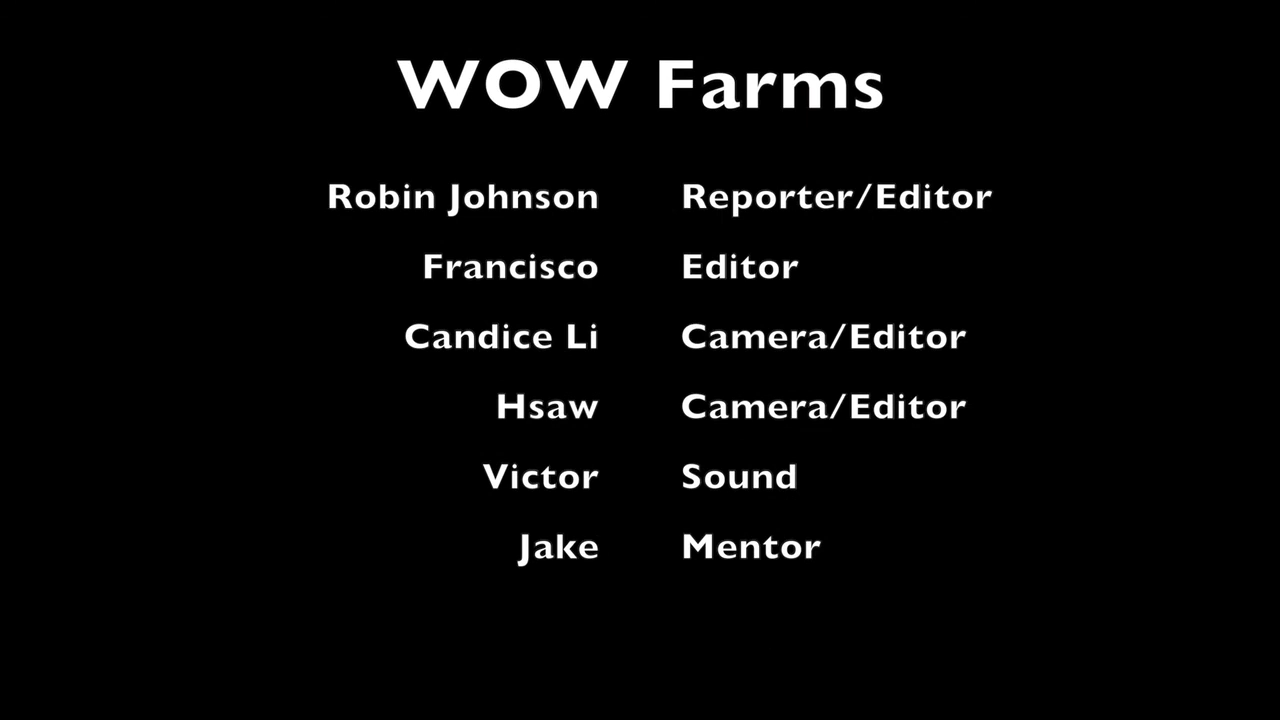 WOW Farms
Robin Johnson Reporter/Editor
Francisco Editor
Candice Li Camera/Editor
Hsaw Camera/Editor
Victor Sound
Jake Mentor